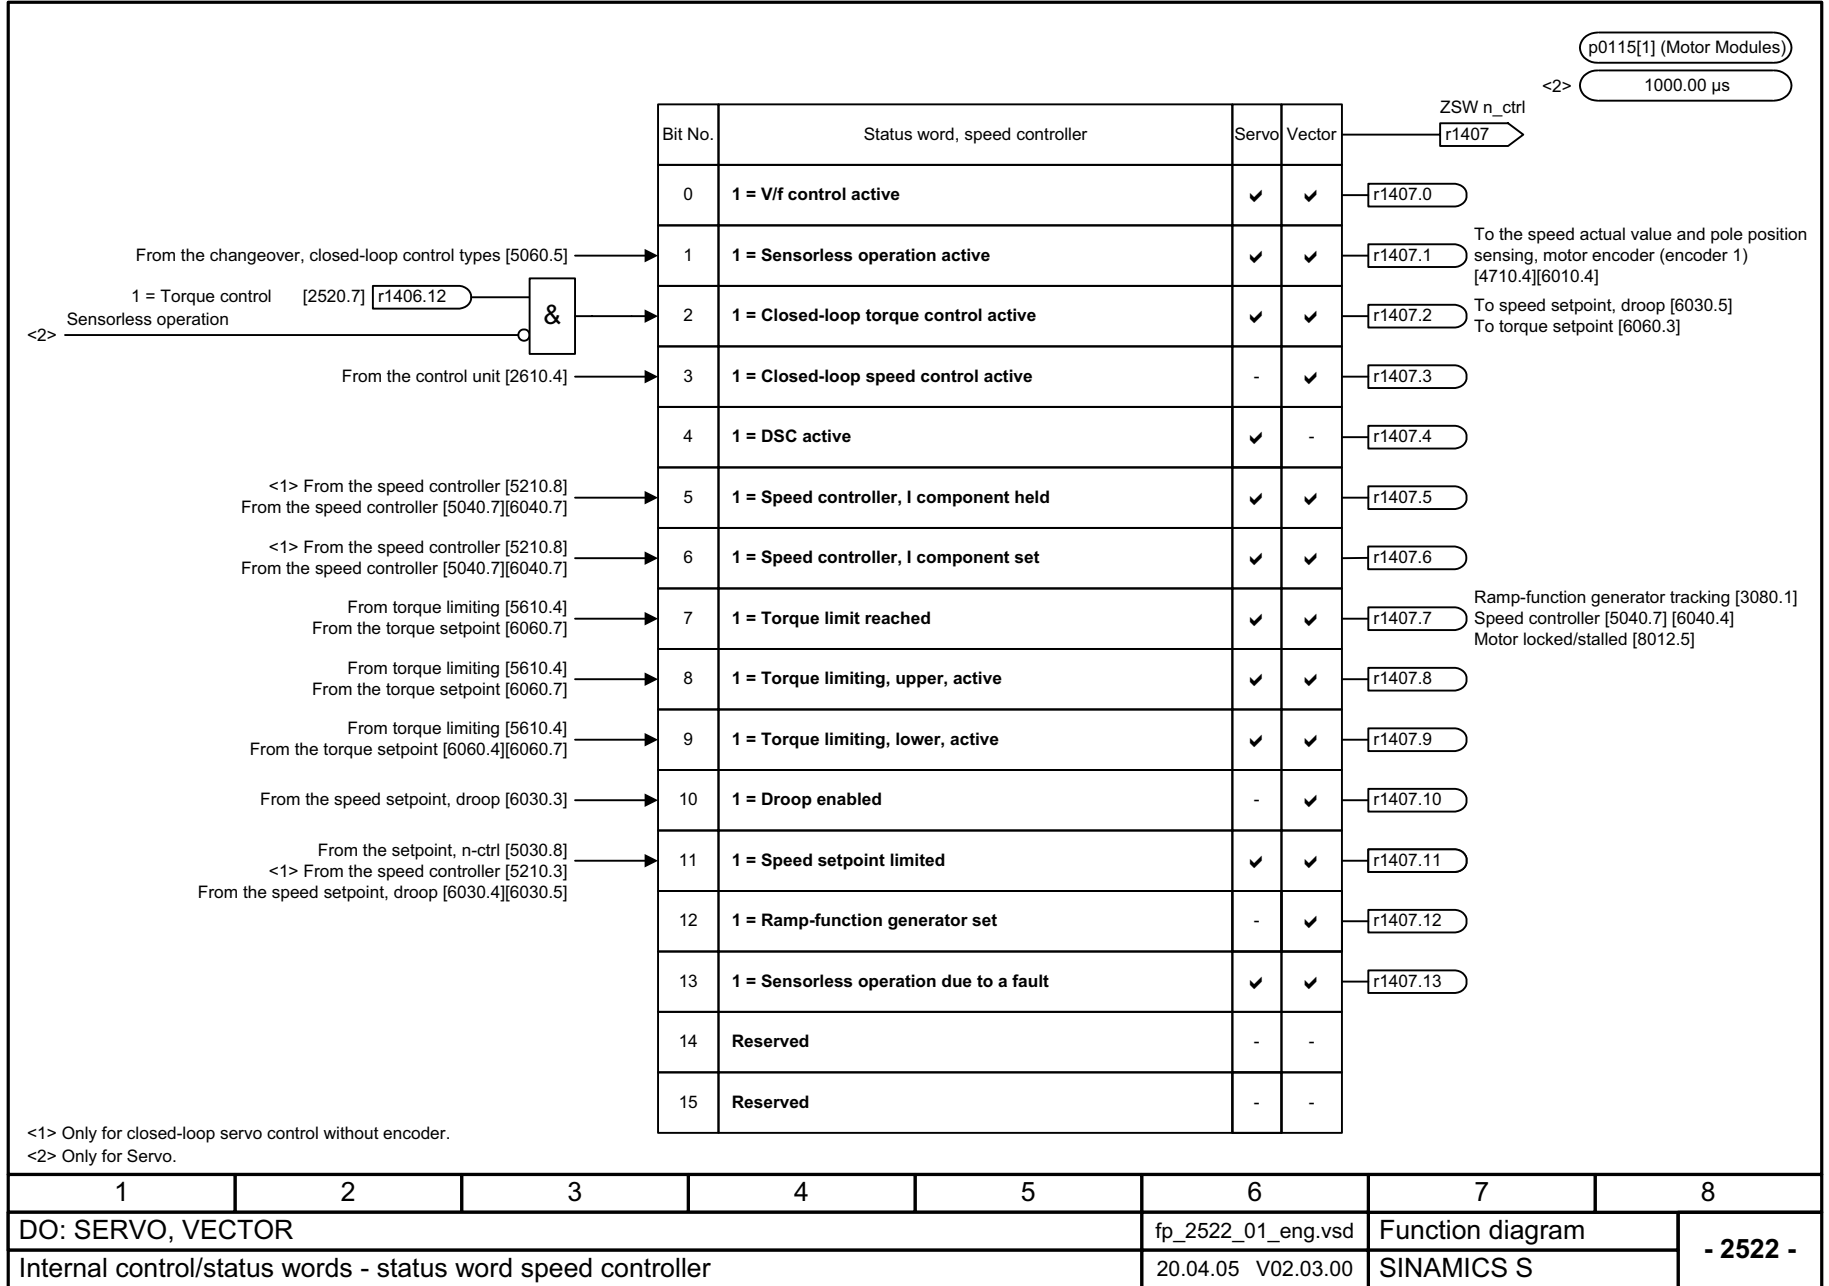 p0115[1] (Motor Modules)
<2> 1000.00 µs
ZSW n_ctrl
Bit No. Status word, speed controller Servo Vector r1407
0 1 = V/f control active ✔ ✔ r1407.0
From the changeover, closed-loop control types [5060.5] 1 1 = Sensorless operation active ✔ ✔ r1407.1
To the speed actual value and pole position
sensing, motor encoder (encoder 1)
[4710.4][6010.4]
1 = Torque control [2520.7] r1406.12
Sensorless operation
<2>
&
2 1 = Closed-loop torque control active ✔ ✔ r1407.2
To speed setpoint, droop [6030.5]
To torque setpoint [6060.3]
From the control unit [2610.4] 3 1 = Closed-loop speed control active - ✔ r1407.3
4 1 = DSC active ✔ - r1407.4
<1> From the speed controller [5210.8]
From the speed controller [5040.7][6040.7]
5 1 = Speed controller, I component held ✔ ✔ r1407.5
<1> From the speed controller [5210.8]
From the speed controller [5040.7][6040.7]
6 1 = Speed controller, I component set ✔ ✔ r1407.6
From torque limiting [5610.4]
From the torque setpoint [6060.7]
7 1 = Torque limit reached ✔ ✔ r1407.7
Ramp-function generator tracking [3080.1]
Speed controller [5040.7] [6040.4]
Motor locked/stalled [8012.5]
From torque limiting [5610.4]
From the torque setpoint [6060.7]
8 1 = Torque limiting, upper, active ✔ ✔ r1407.8
From torque limiting [5610.4]
From the torque setpoint [6060.4][6060.7]
9 1 = Torque limiting, lower, active ✔ ✔ r1407.9
From the speed setpoint, droop [6030.3] 10 1 = Droop enabled - ✔ r1407.10
From the setpoint, n-ctrl [5030.8]
<1> From the speed controller [5210.3]
From the speed setpoint, droop [6030.4][6030.5]
11 1 = Speed setpoint limited ✔ ✔ r1407.11
12 1 = Ramp-function generator set - ✔ r1407.12
13 1 = Sensorless operation due to a fault ✔ ✔ r1407.13
14 Reserved - -
15 Reserved - -
<1> Only for closed-loop servo control without encoder.
<2> Only for Servo.
1 2 3 4 5 6 7 8
DO: SERVO, VECTOR fp_2522_01_eng.vsd Function diagram
- 2522 -
Internal control/status words - status word speed controller 20.04.05 V02.03.00 SINAMICS S